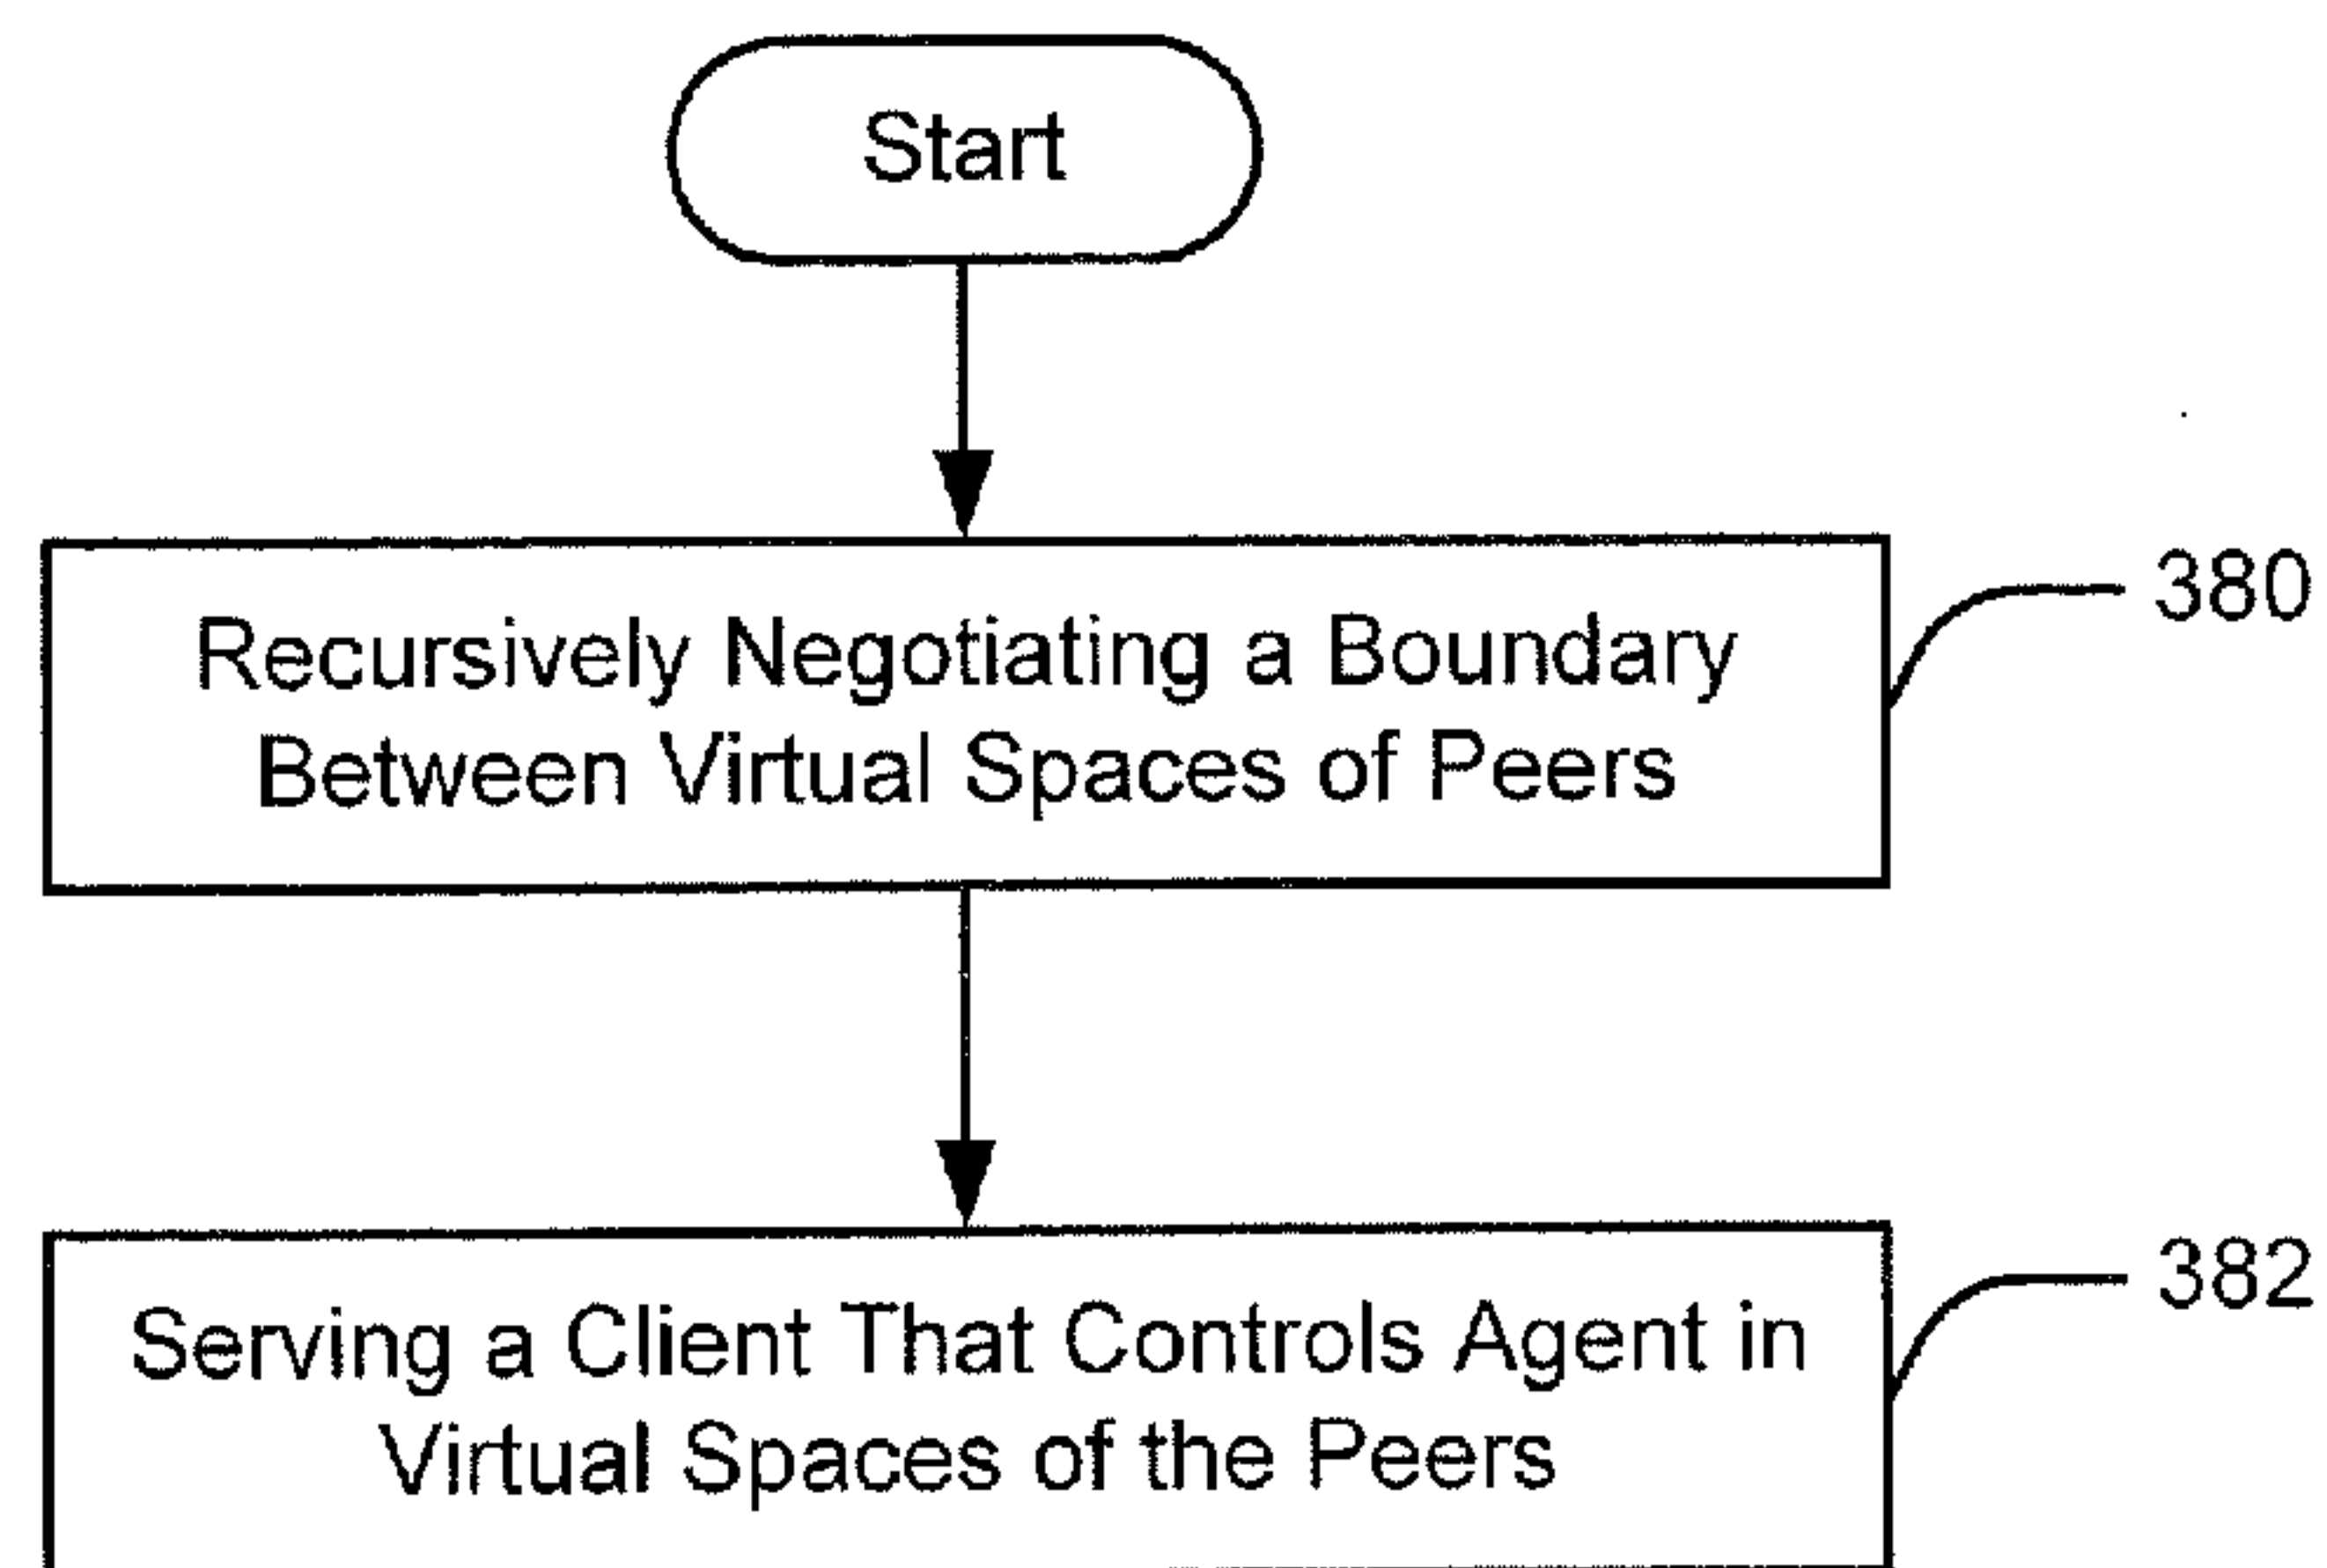 Start
Recursively Negotiating a Boundary
Between Virtual Spaces of Peers
380
Serving a Client That Controls Agent in
Virtual Spaces of the Peers
382